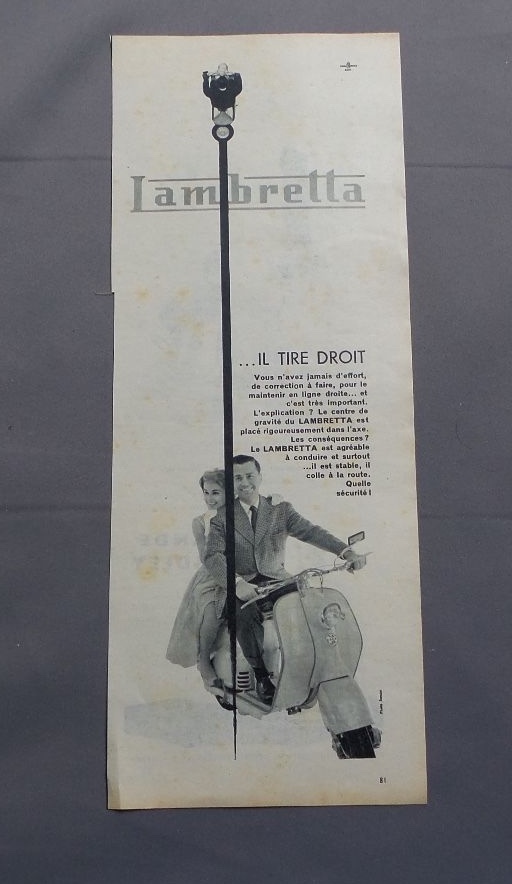 Lambretta
...IL TIRE DROIT
Vous n'avez jamais d'effort,
de correction à faire, pour le
maintenir en ligne droite... et
c'est très important.
L'explication ? Le centre de
gravité du LAMBRETTA est
placé rigoureusement dans l'axe.
Les conséquences ?
Le LAMBRETTA est agréable
à conduire et surtout
...il est stable, il
colle à la route.
Quelle
sécurité !
81